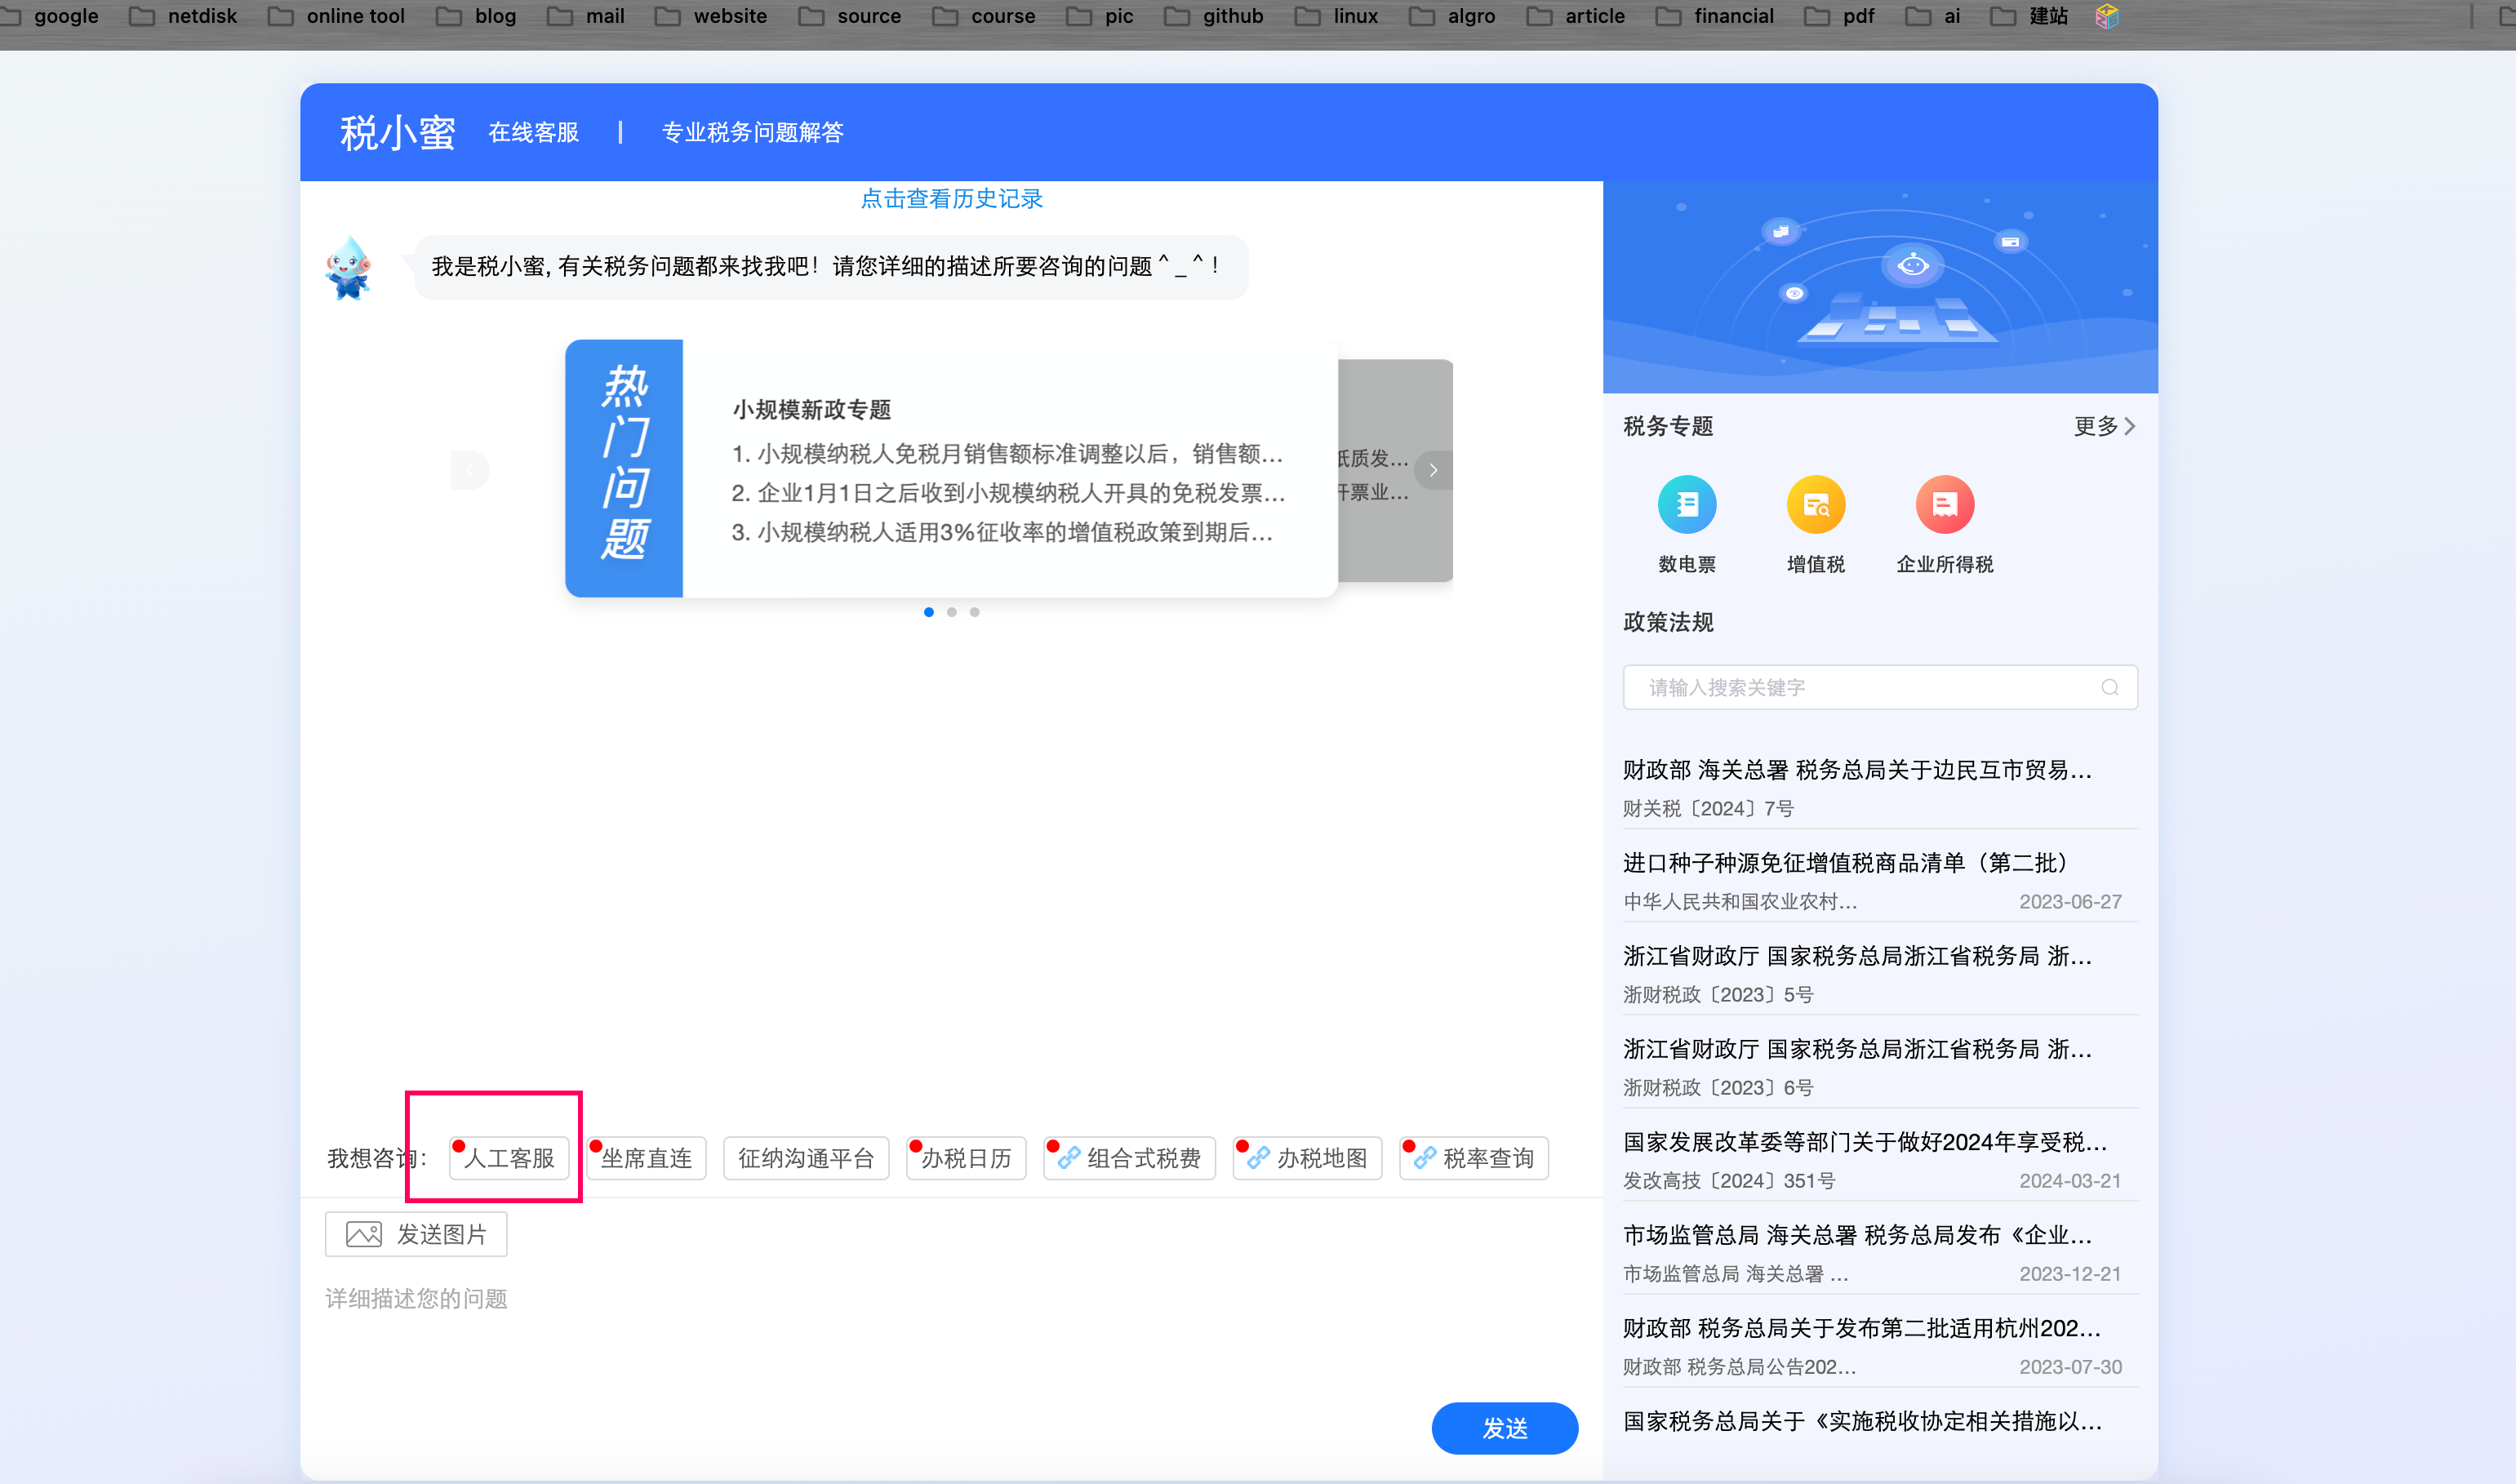 google netdisk online tool blog mail website source course pic github linux algro article financial pdf ai 建站
税小蜜 在线客服 | 专业税务问题解答
点击查看历史记录
我是税小蜜, 有关税务问题都来找我吧！请您详细的描述所要咨询的问题 ^ _ ^ ！
热门问题
小规模新政专题
1. 小规模纳税人免税月销售额标准调整以后，销售额...
2. 企业1月1日之后收到小规模纳税人开具的免税发票...
3. 小规模纳税人适用3%征收率的增值税政策到期后...
纸质发...
开票业...
我想咨询：
人工客服 坐席直连 征纳沟通平台 办税日历 组合式税费 办税地图 税率查询
发送图片
详细描述您的问题
发送
税务专题 更多
数电票 增值税 企业所得税
政策法规
请输入搜索关键字
财政部 海关总署 税务总局关于边民互市贸易...
财关税〔2024〕7号
进口种子种源免征增值税商品清单（第二批）
中华人民共和国农业农村... 2023-06-27
浙江省财政厅 国家税务总局浙江省税务局 浙...
浙财税政〔2023〕5号
浙江省财政厅 国家税务总局浙江省税务局 浙...
浙财税政〔2023〕6号
国家发展改革委等部门关于做好2024年享受税...
发改高技〔2024〕351号 2024-03-21
市场监管总局 海关总署 税务总局发布《企业...
市场监管总局 海关总署 ... 2023-12-21
财政部 税务总局关于发布第二批适用杭州202...
财政部 税务总局公告202... 2023-07-30
国家税务总局关于《实施税收协定相关措施以...